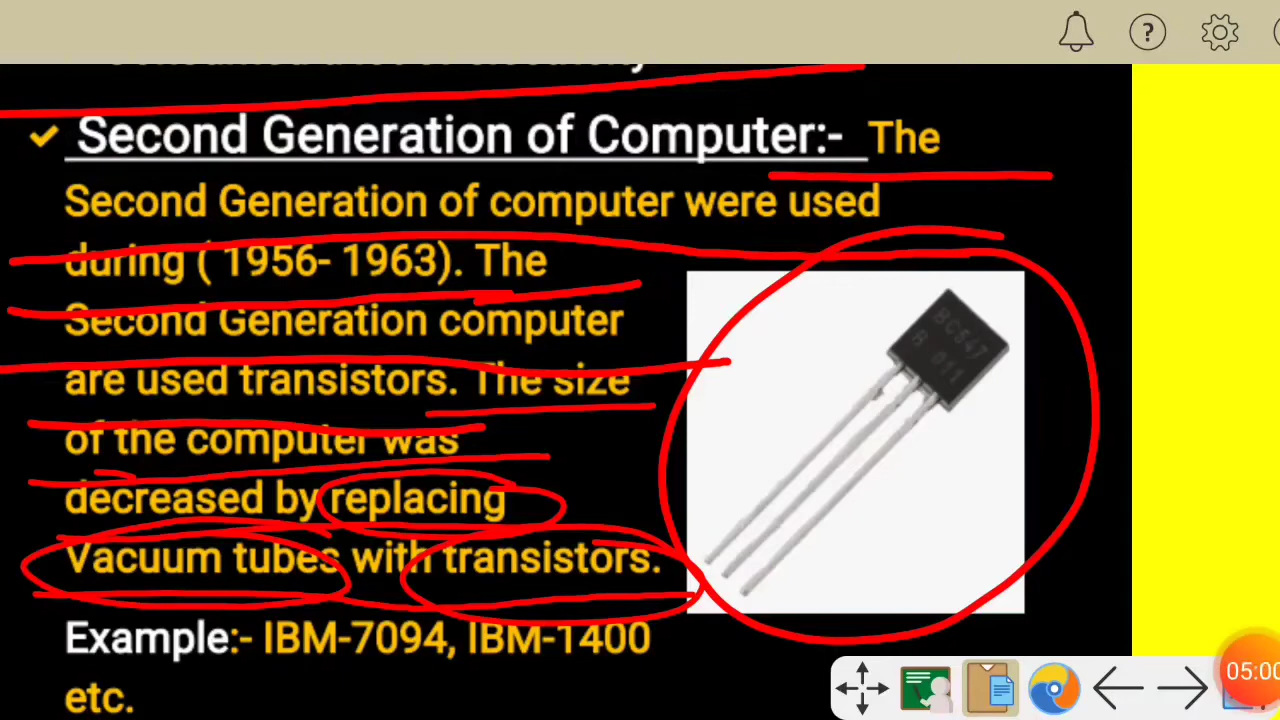 Second Generation of Computer:- The
Second Generation of computer were used
during ( 1956- 1963). The
Second Generation computer
are used transistors. The size
of the computer was
decreased by replacing
Vacuum tubes with transistors.
Example:- IBM-7094, IBM-1400
etc.
BC547
B 011
05:00